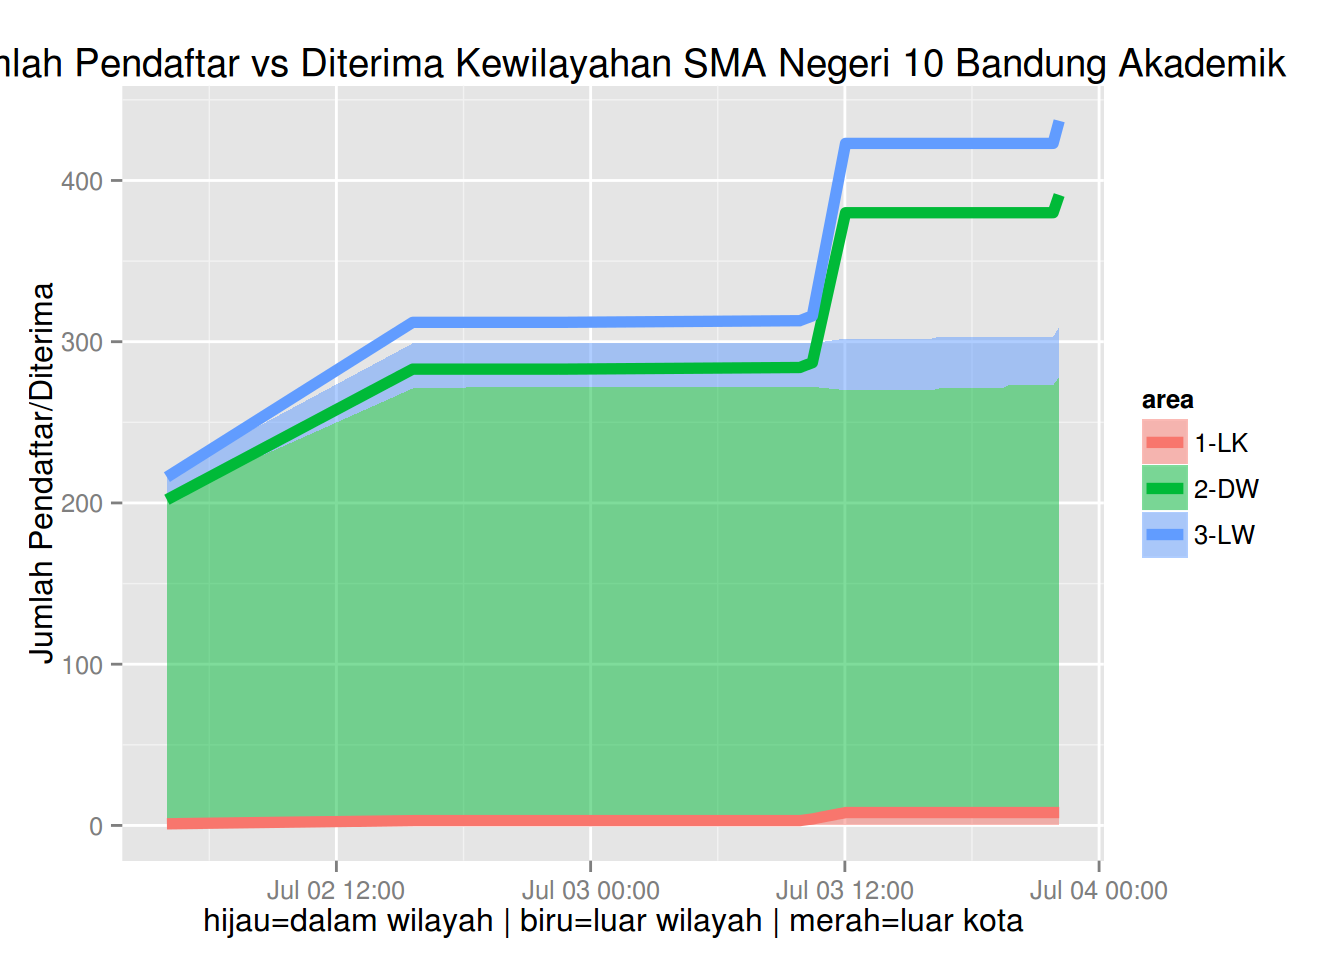 mlah Pendaftar vs Diterima Kewilayahan SMA Negeri 10 Bandung Akademik
Jumlah Pendaftar/Diterima
400
300
200
100
0
Jul 02 12:00
Jul 03 00:00
Jul 03 12:00
Jul 04 00:00
hijau=dalam wilayah | biru=luar wilayah | merah=luar kota
area
1-LK
2-DW
3-LW